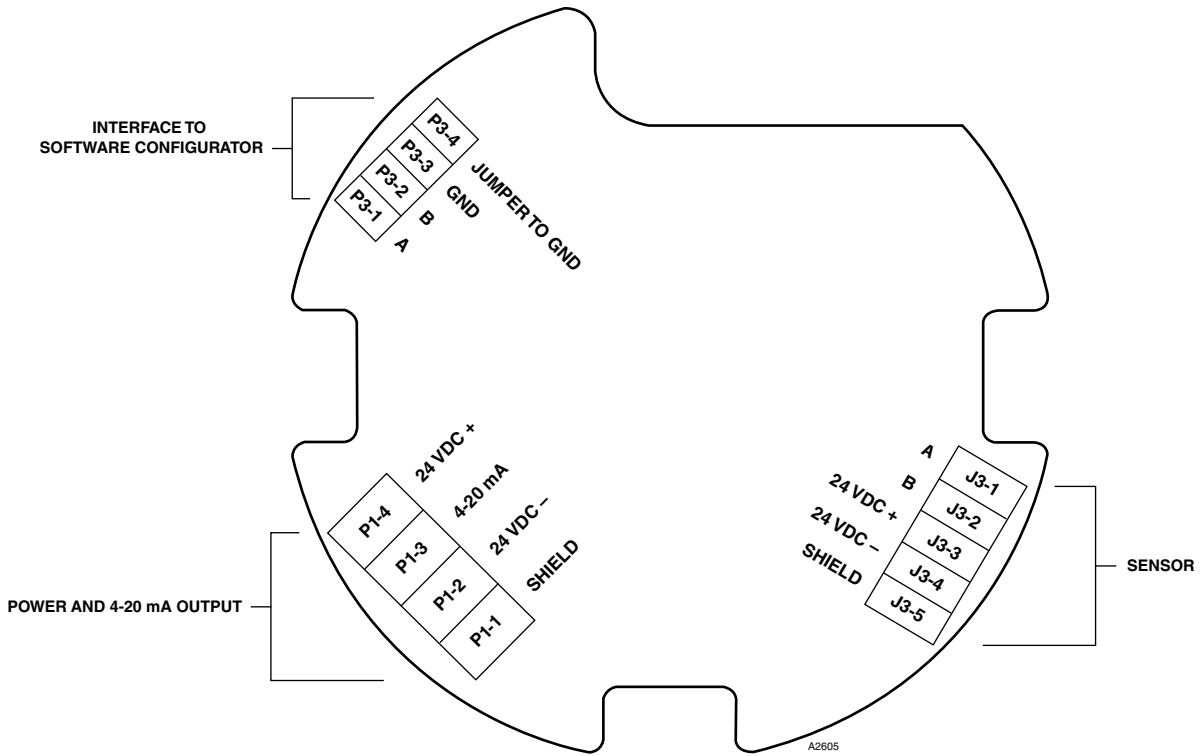 INTERFACE TO
SOFTWARE CONFIGURATOR
P3-4
P3-3
P3-2
P3-1
JUMPER TO GND
GND
B
A
24 VDC +
4-20 mA
24 VDC –
SHIELD
P1-4
P1-3
P1-2
P1-1
POWER AND 4-20 mA OUTPUT
A
B
24 VDC +
24 VDC –
SHIELD
J3-1
J3-2
J3-3
J3-4
J3-5
SENSOR
A2605